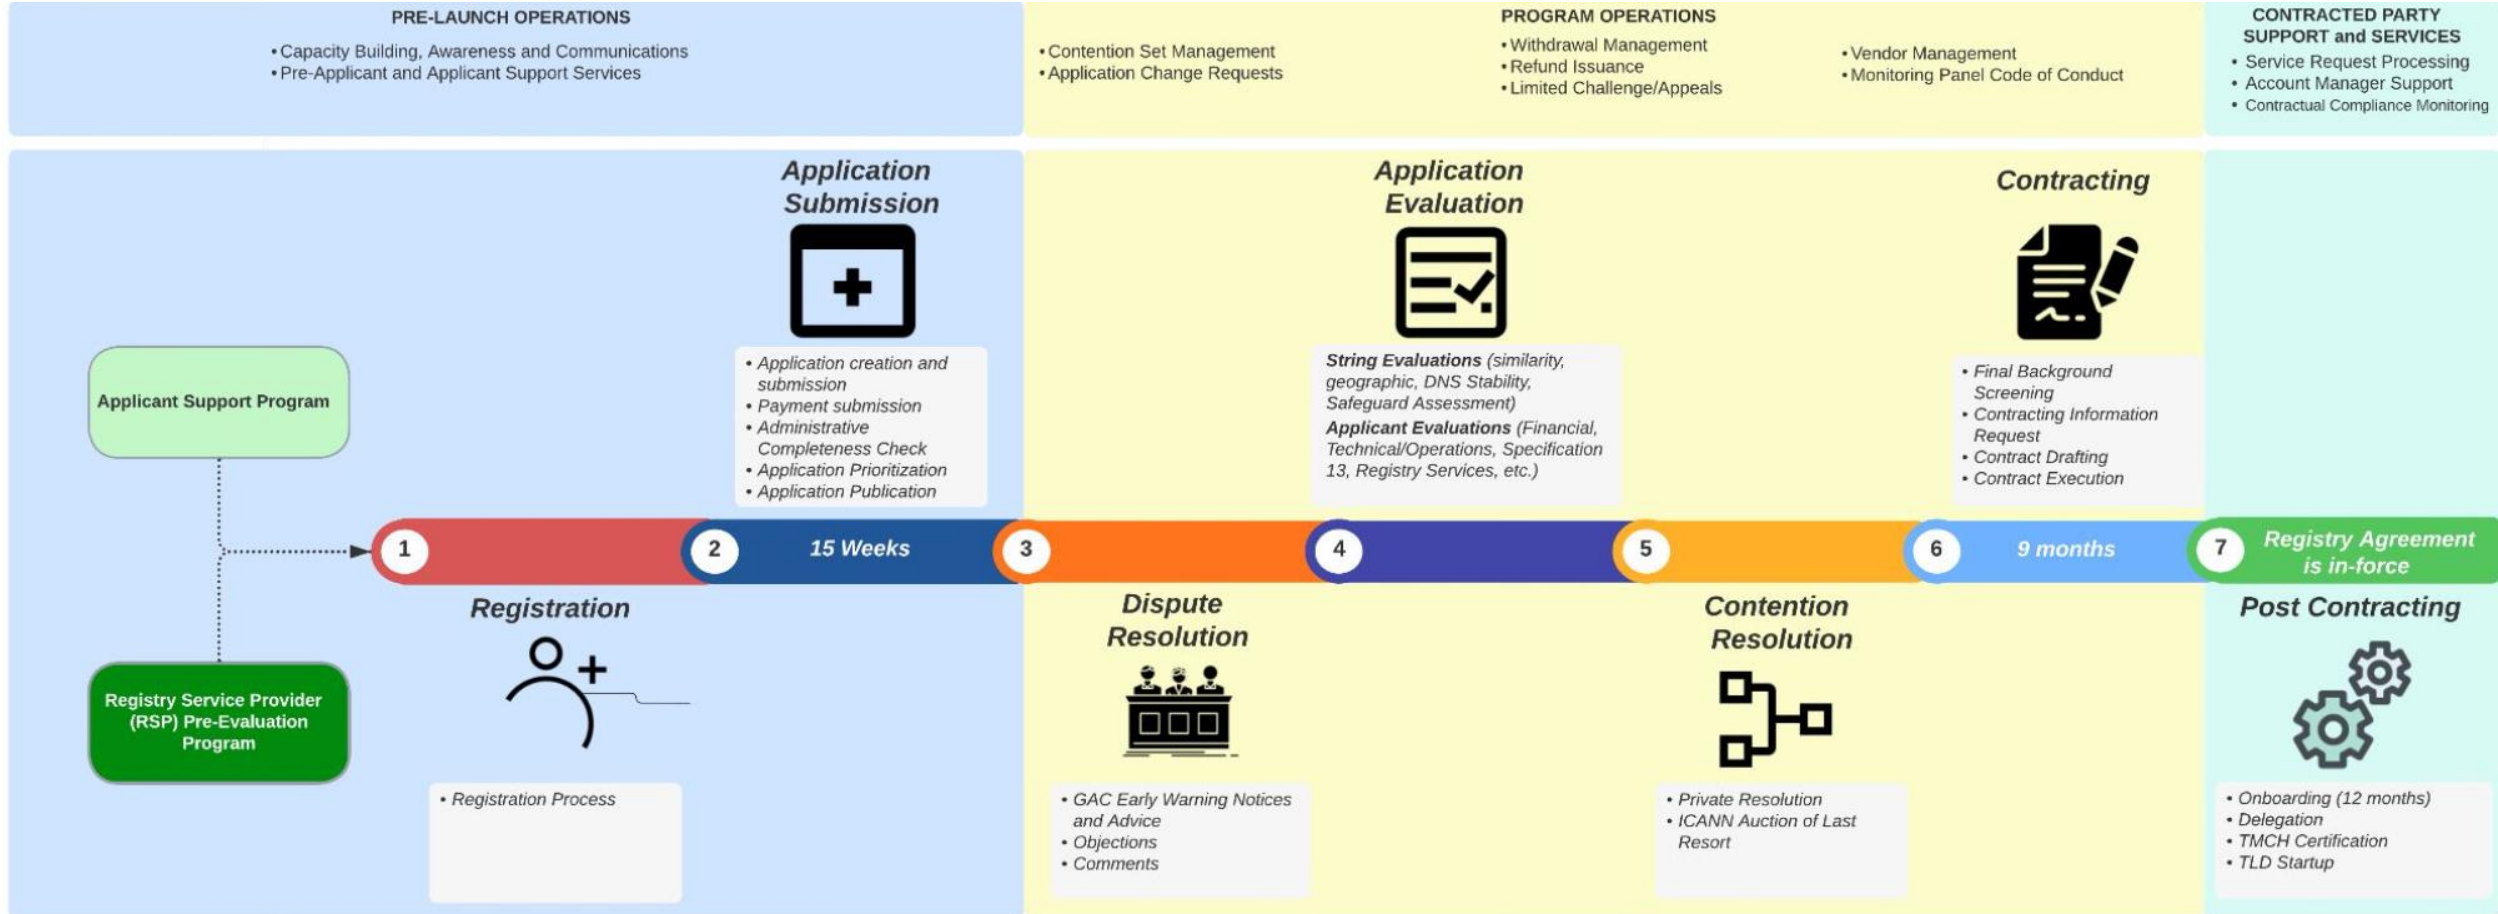 PRE-LAUNCH OPERATIONS
• Capacity Building, Awareness and Communications
• Pre-Applicant and Applicant Support Services
PROGRAM OPERATIONS
• Contention Set Management
• Application Change Requests
• Withdrawal Management
• Refund Issuance
• Limited Challenge/Appeals
• Vendor Management
• Monitoring Panel Code of Conduct
CONTRACTED PARTY
SUPPORT and SERVICES
• Service Request Processing
• Account Manager Support
• Contractual Compliance Monitoring
Applicant Support Program
Registry Service Provider
(RSP) Pre-Evaluation
Program
1
Registration
• Registration Process
2
15 Weeks
Application
Submission
• Application creation and
submission
• Payment submission
• Administrative
Completeness Check
• Application Prioritization
• Application Publication
3
Dispute
Resolution
• GAC Early Warning Notices
and Advice
• Objections
• Comments
4
Application
Evaluation
String Evaluations (similarity,
geographic, DNS Stability,
Safeguard Assessment)
Applicant Evaluations (Financial,
Technical/Operations, Specification
13, Registry Services, etc.)
5
Contention
Resolution
• Private Resolution
• ICANN Auction of Last
Resort
6
9 months
Contracting
• Final Background
Screening
• Contracting Information
Request
• Contract Drafting
• Contract Execution
7
Registry Agreement
is in-force
Post Contracting
• Onboarding (12 months)
• Delegation
• TMCH Certification
• TLD Startup